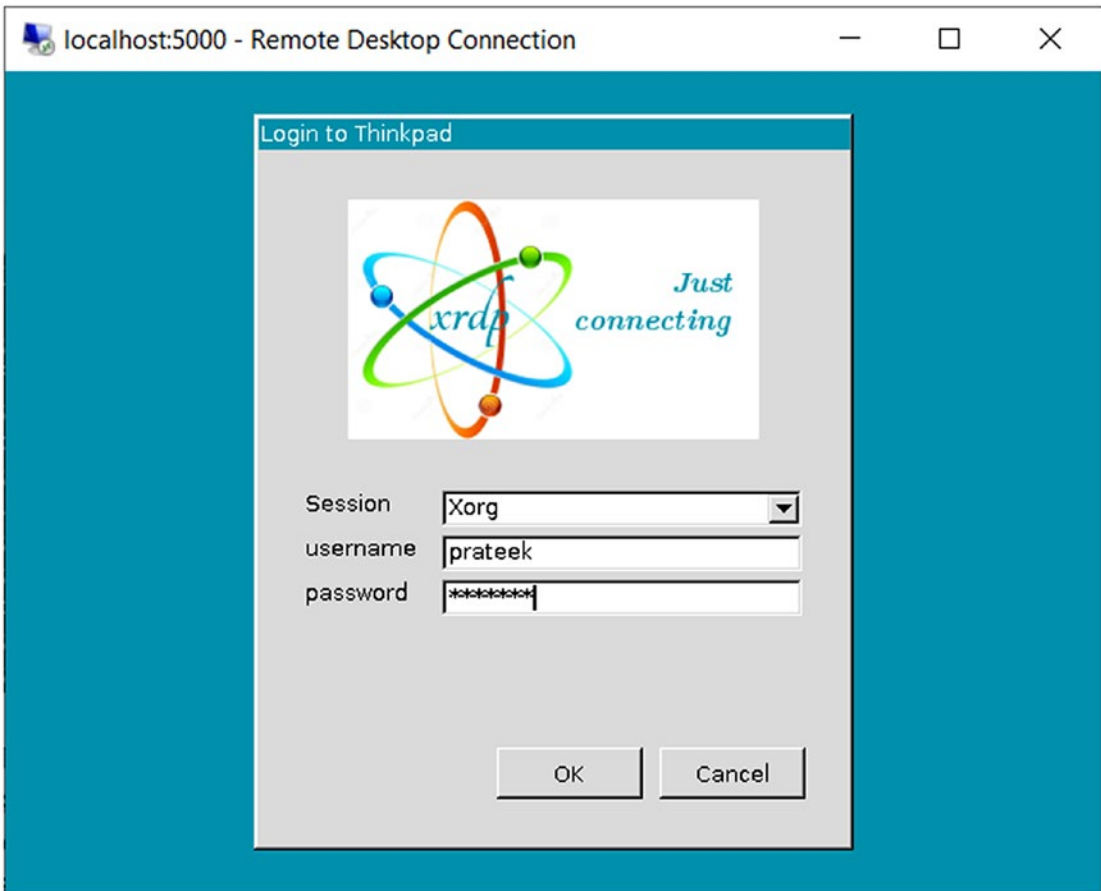 localhost:5000 - Remote Desktop Connection
Login to Thinkpad
xrdp
Just
connecting
Session Xorg
username prateek
password ********
OK Cancel